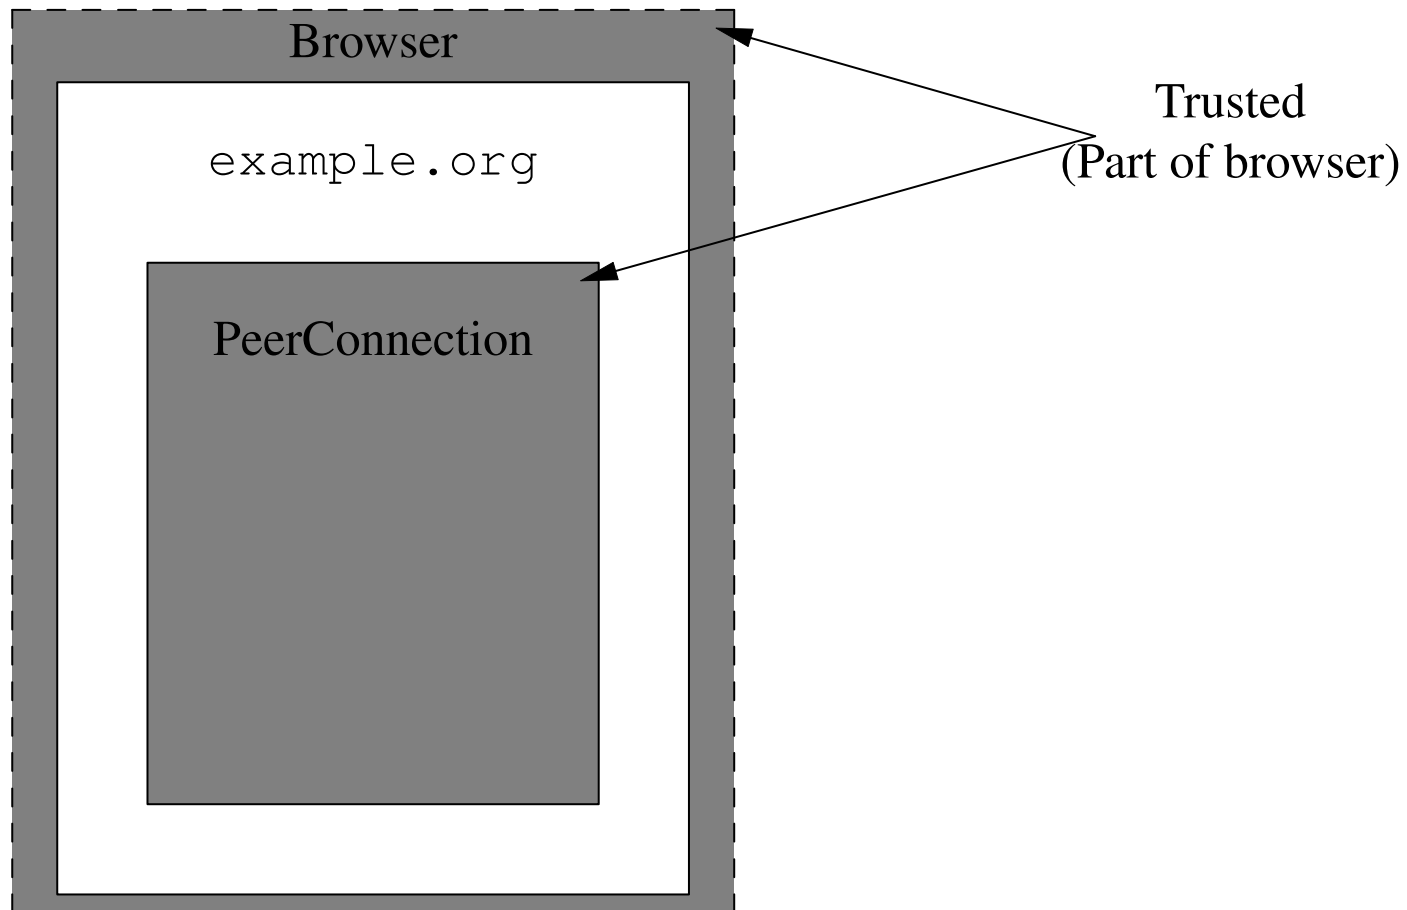 Browser
example.org
PeerConnection
Trusted
(Part of browser)